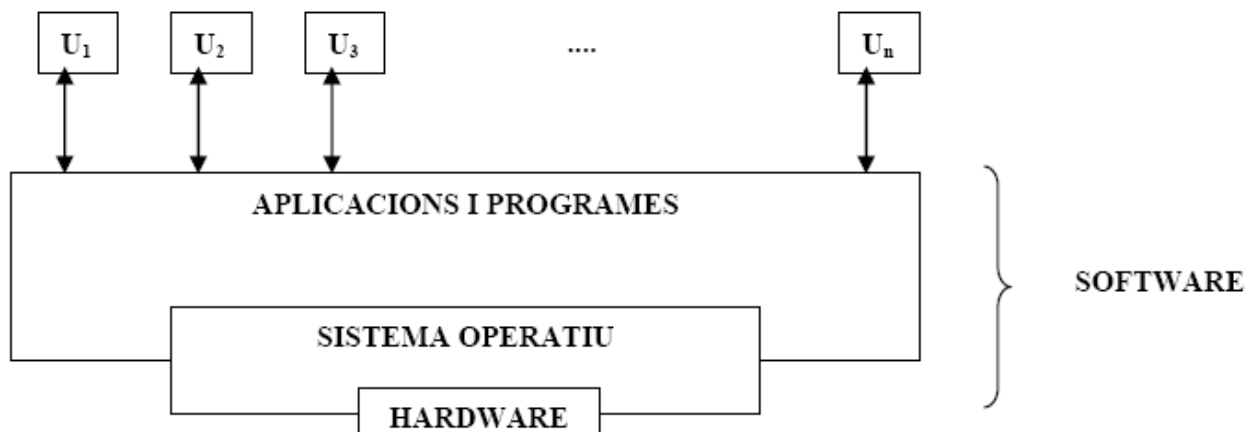 U₁ U₂ U₃ .... Uₙ
APLICACIONS I PROGRAMES
SOFTWARE
SISTEMA OPERATIU
HARDWARE